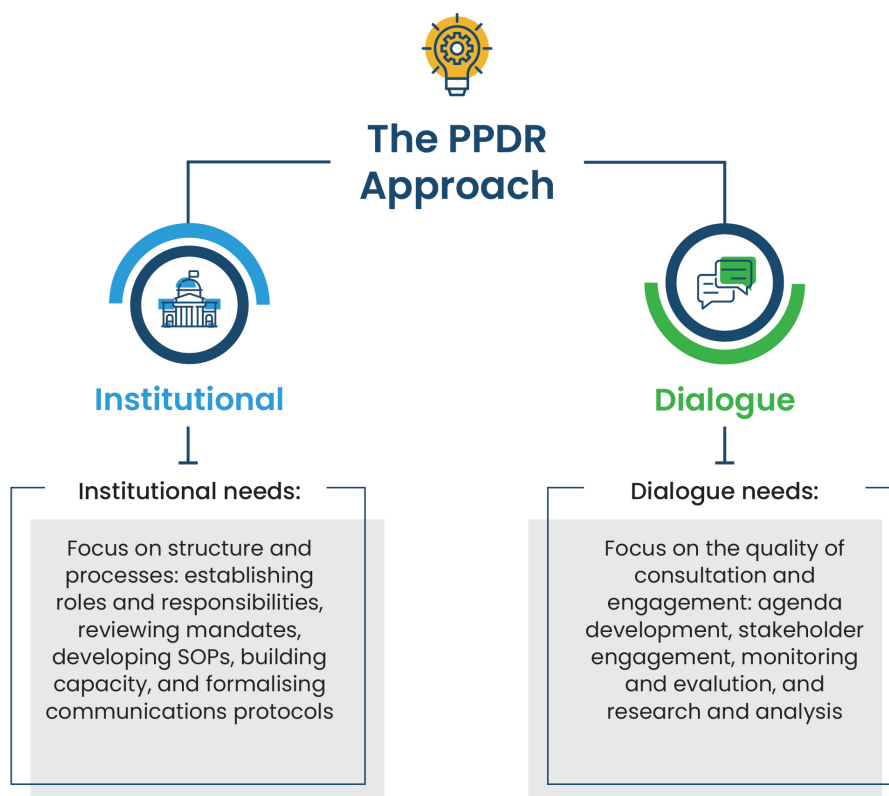 The PPDR
Approach
Institutional
Institutional needs:
Focus on structure and
processes: establishing
roles and responsibilities,
reviewing mandates,
developing SOPs, building
capacity, and formalising
communications protocols
Dialogue
Dialogue needs:
Focus on the quality of
consultation and
engagement: agenda
development, stakeholder
engagement, monitoring
and evalution, and
research and analysis